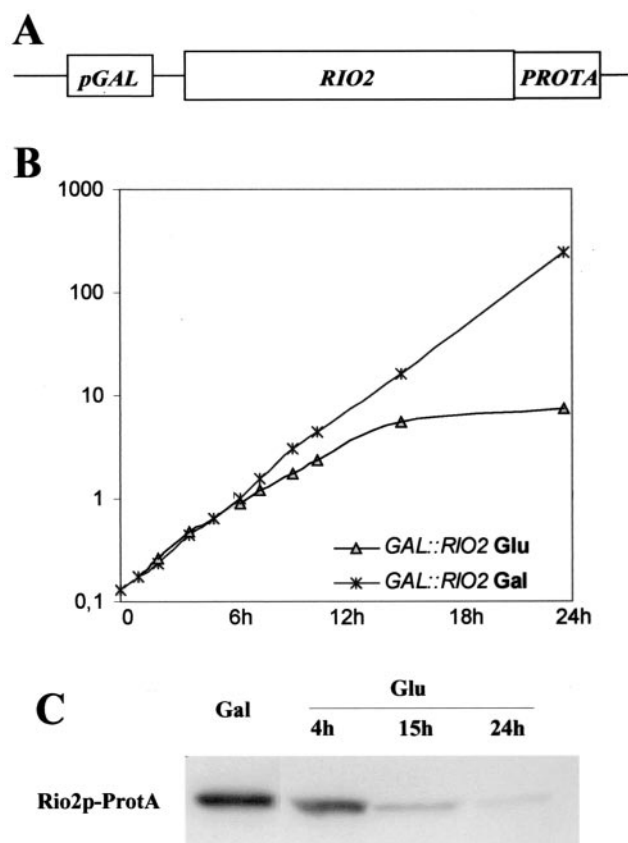 A
pGAL RIO2 PROTA
B
1000
100
10
1
0,1
0 6h 12h 18h 24h
GAL::RIO2 Glu
GAL::RIO2 Gal
C
Gal Glu
4h 15h 24h
Rio2p-ProtA